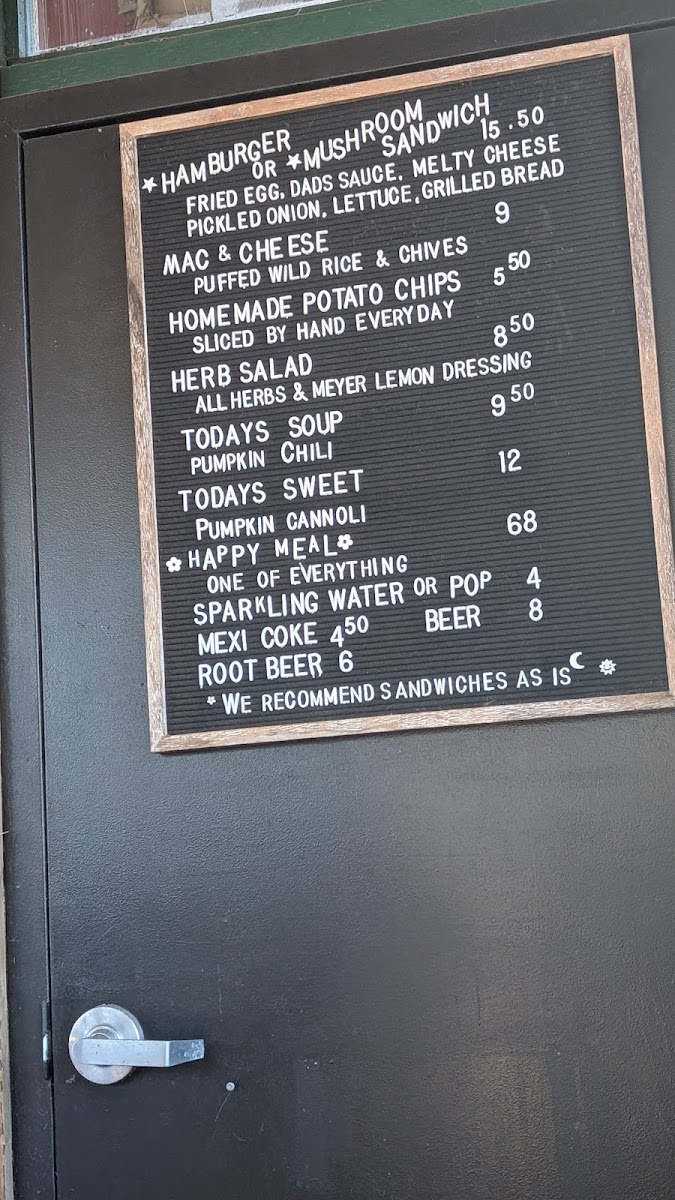 *HAMBURGER
OR *MUSHROOM
SANDWICH
15.50
FRIED EGG, DADS SAUCE, MELTY CHEESE
PICKLED ONION, LETTUCE, GRILLED BREAD
MAC & CHEESE 9
PUFFED WILD RICE & CHIVES
HOMEMADE POTATO CHIPS 5 50
SLICED BY HAND EVERYDAY
HERB SALAD 8 50
ALL HERBS & MEYER LEMON DRESSING
TODAYS SOUP 9 50
PUMPKIN CHILI
TODAYS SWEET 12
PUMPKIN CANNOLI
HAPPY MEAL 68
ONE OF EVERYTHING
SPARKLING WATER OR POP 4
MEXI COKE 4 50 BEER 8
ROOT BEER 6
* WE RECOMMEND SANDWICHES AS IS